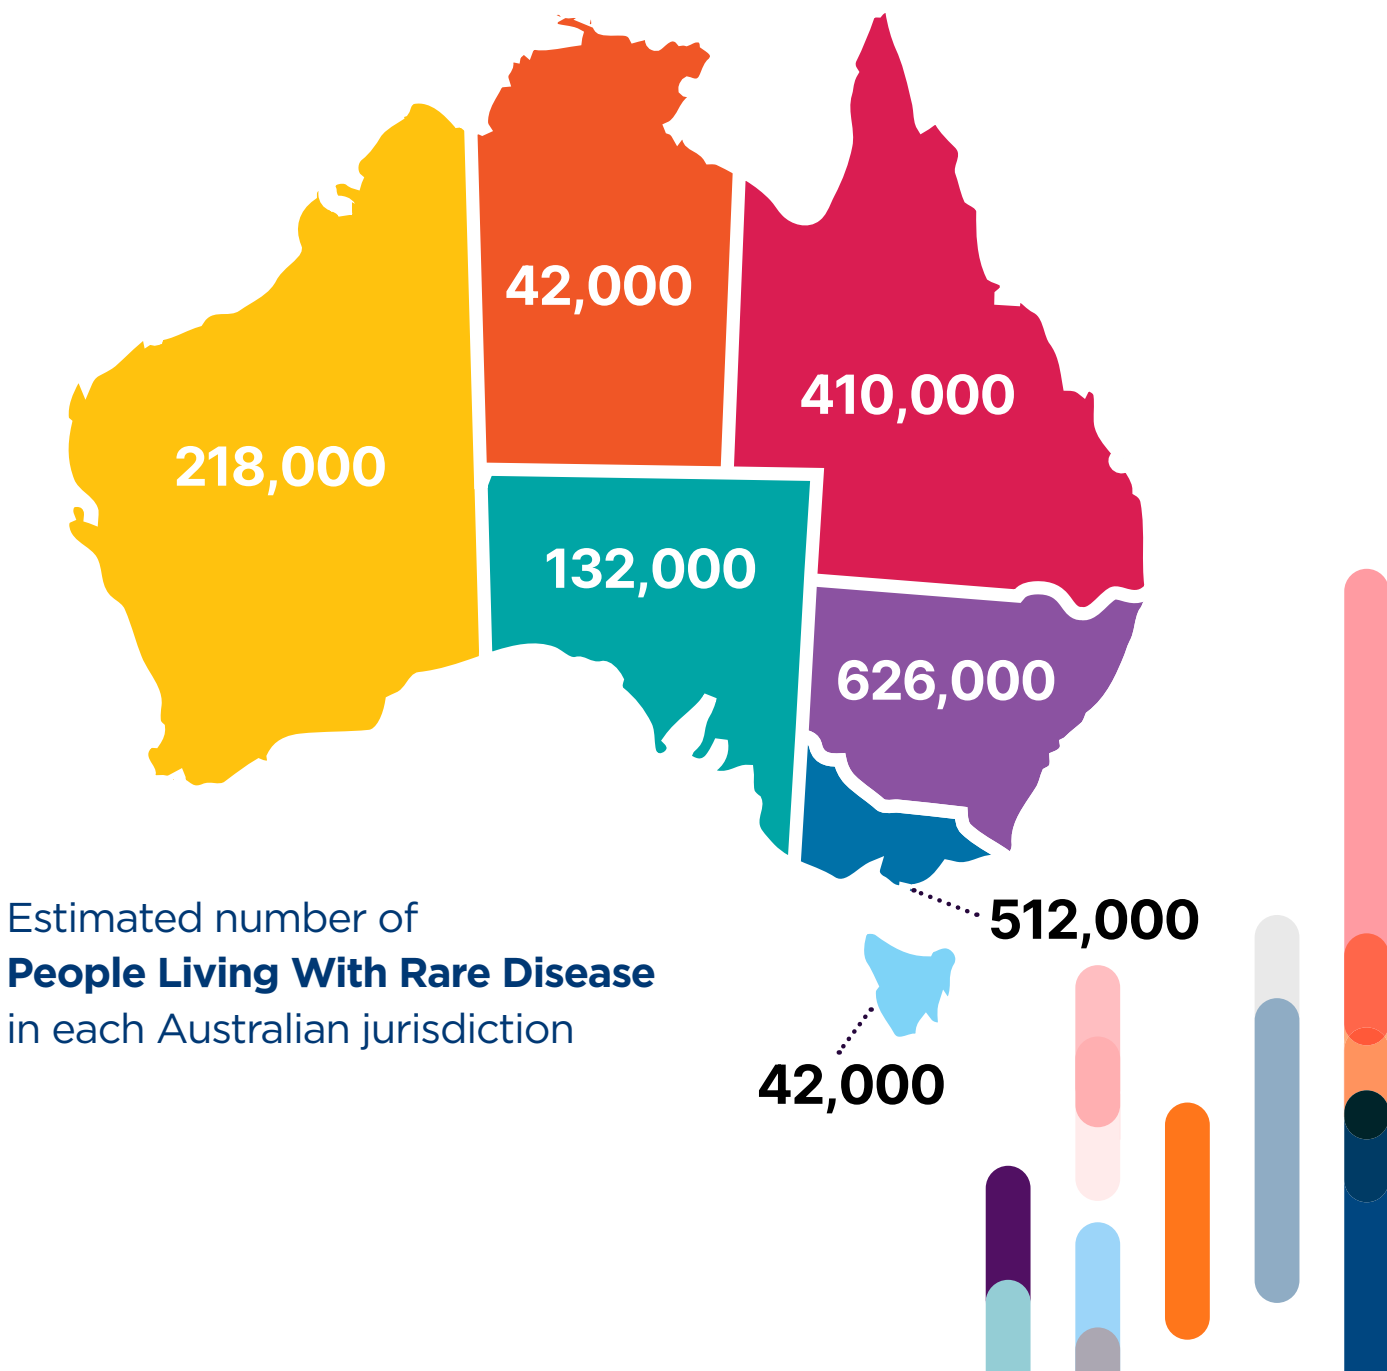 42,000
410,000
218,000
132,000
626,000
512,000
Estimated number of
People Living With Rare Disease
in each Australian jurisdiction
42,000